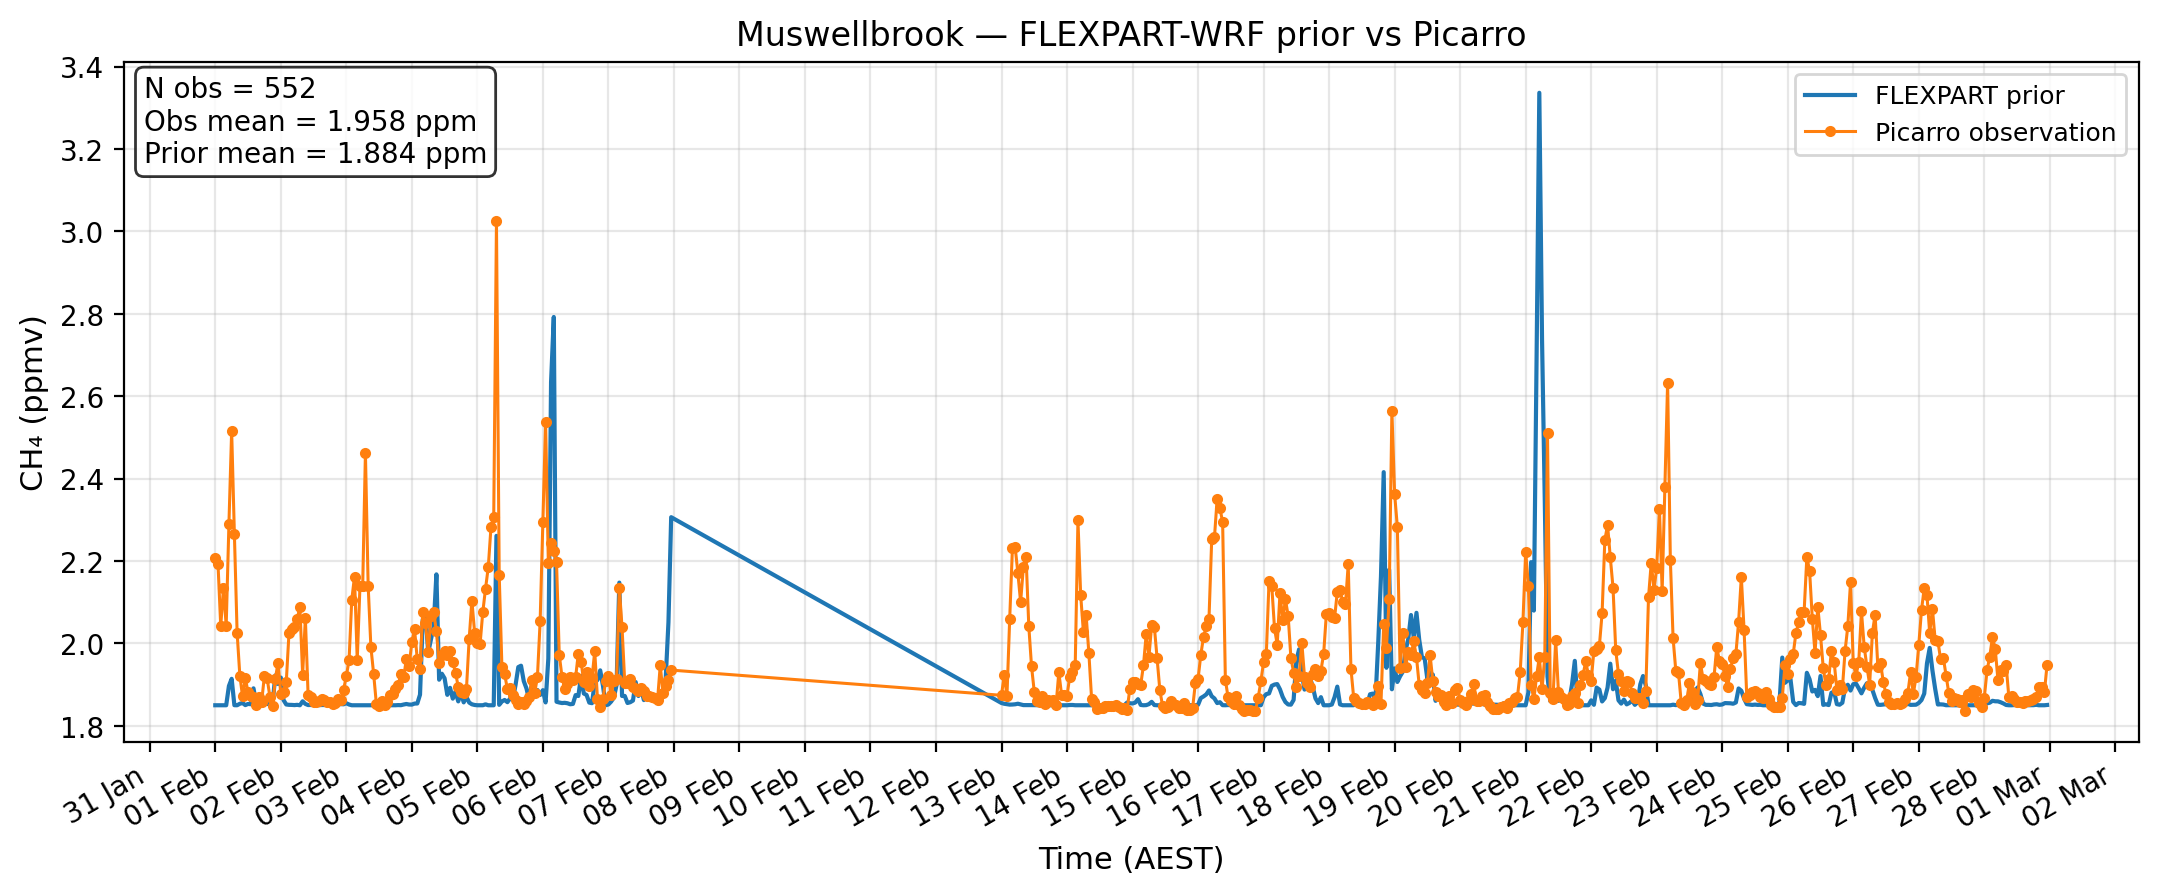 Muswellbrook — FLEXPART-WRF prior vs Picarro
N obs = 552
Obs mean = 1.958 ppm
Prior mean = 1.884 ppm
FLEXPART prior
Picarro observation
CH₄ (ppmv)
3.4
3.2
3.0
2.8
2.6
2.4
2.2
2.0
1.8
31 Jan
01 Feb
02 Feb
03 Feb
04 Feb
05 Feb
06 Feb
07 Feb
08 Feb
09 Feb
10 Feb
11 Feb
12 Feb
13 Feb
14 Feb
15 Feb
16 Feb
17 Feb
18 Feb
19 Feb
20 Feb
21 Feb
22 Feb
23 Feb
24 Feb
25 Feb
26 Feb
27 Feb
28 Feb
01 Mar
02 Mar
Time (AEST)